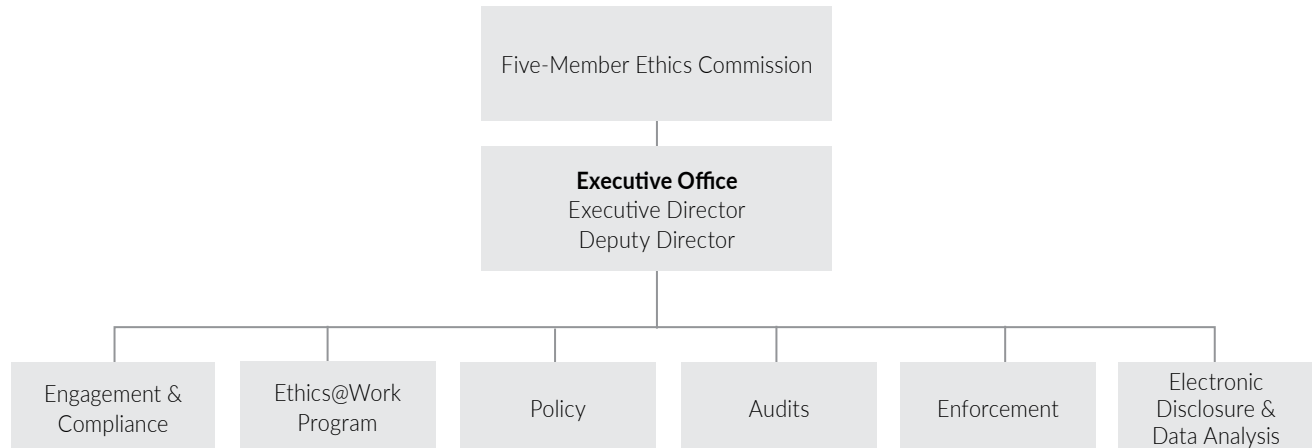 Five-Member Ethics Commission
Executive Office
Executive Director
Deputy Director
Engagement &
Compliance
Ethics@Work
Program
Policy
Audits
Enforcement
Electronic
Disclosure &
Data Analysis